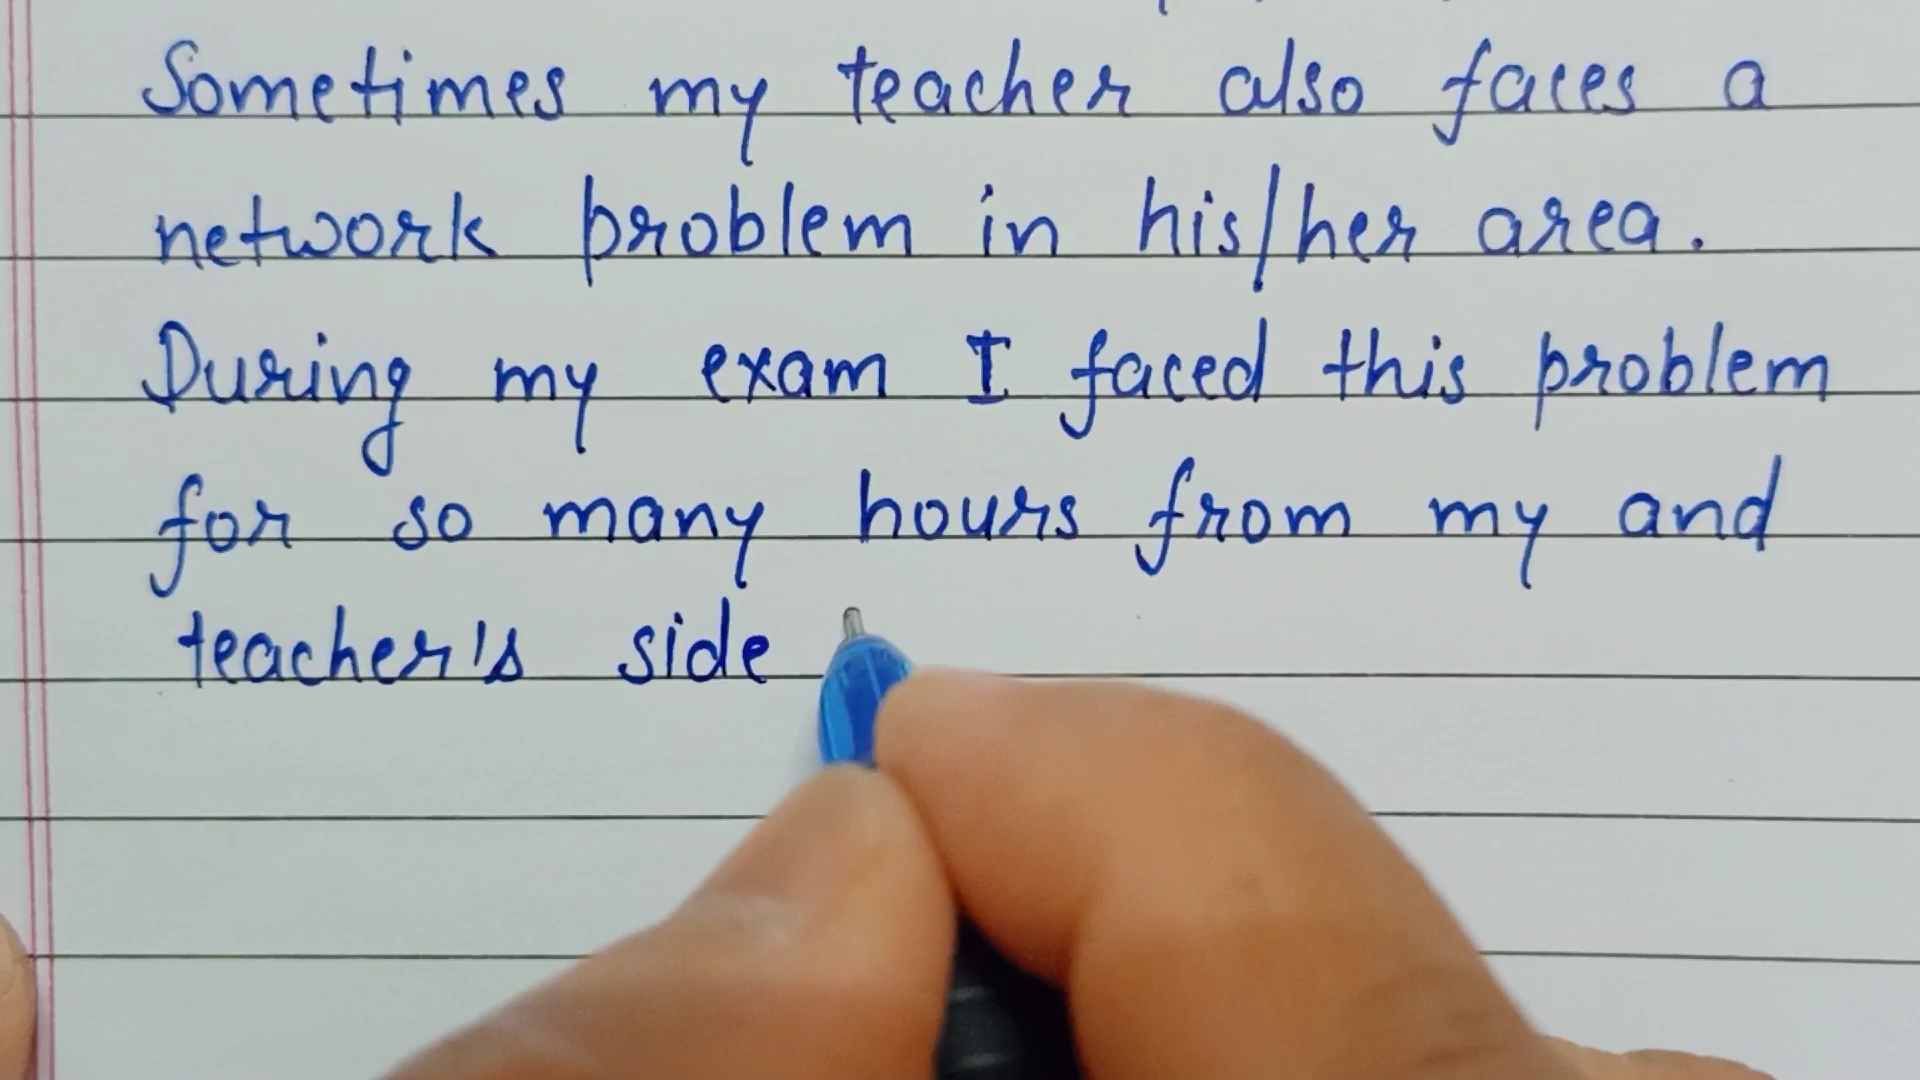 Sometimes my teacher also faces a
network problem in his/her area.
During my exam I faced this problem
for so many hours from my and
teacher's side